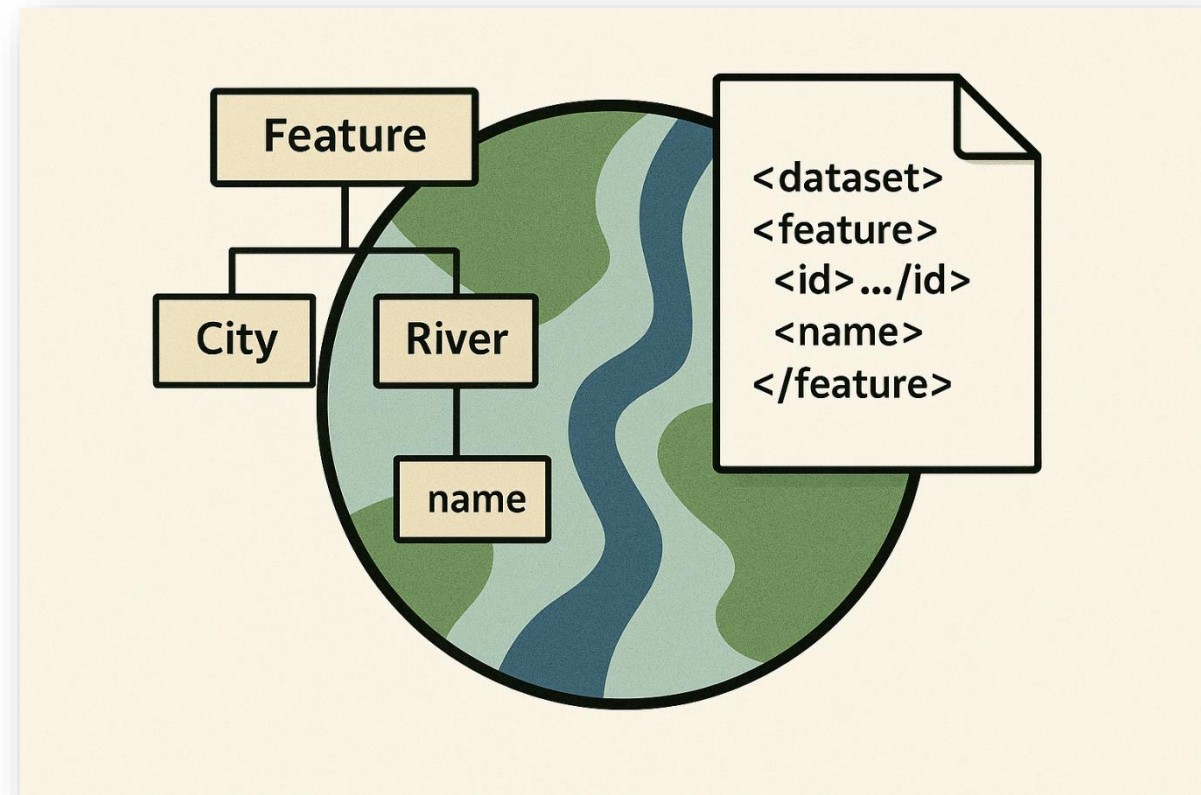 Feature
City
River
name
<dataset>
<feature>
<id>.../id>
<name>
</feature>